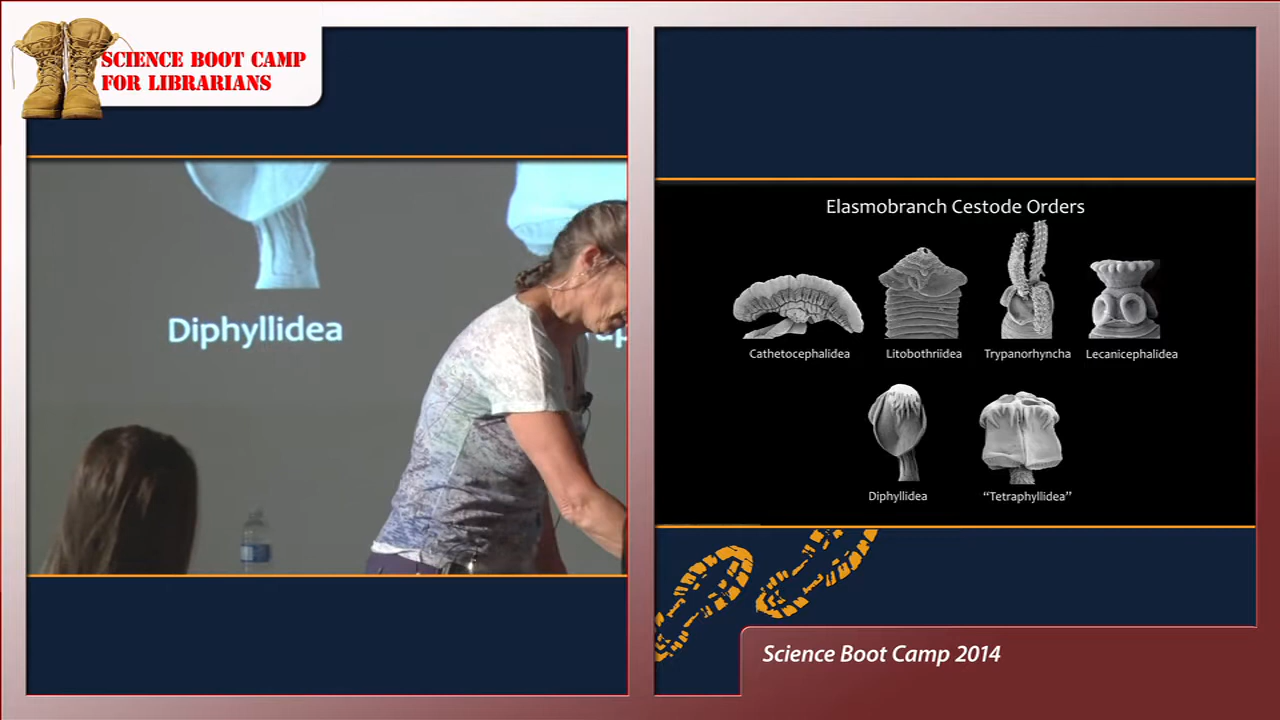 SCIENCE BOOT CAMP
FOR LIBRARIANS
Diphyllidea
Elasmobranch Cestode Orders
Cathetocephalidea
Litobothriidea
Trypanorhyncha
Lecanicephalidea
Diphyllidea
“Tetraphyllidea”
Science Boot Camp 2014